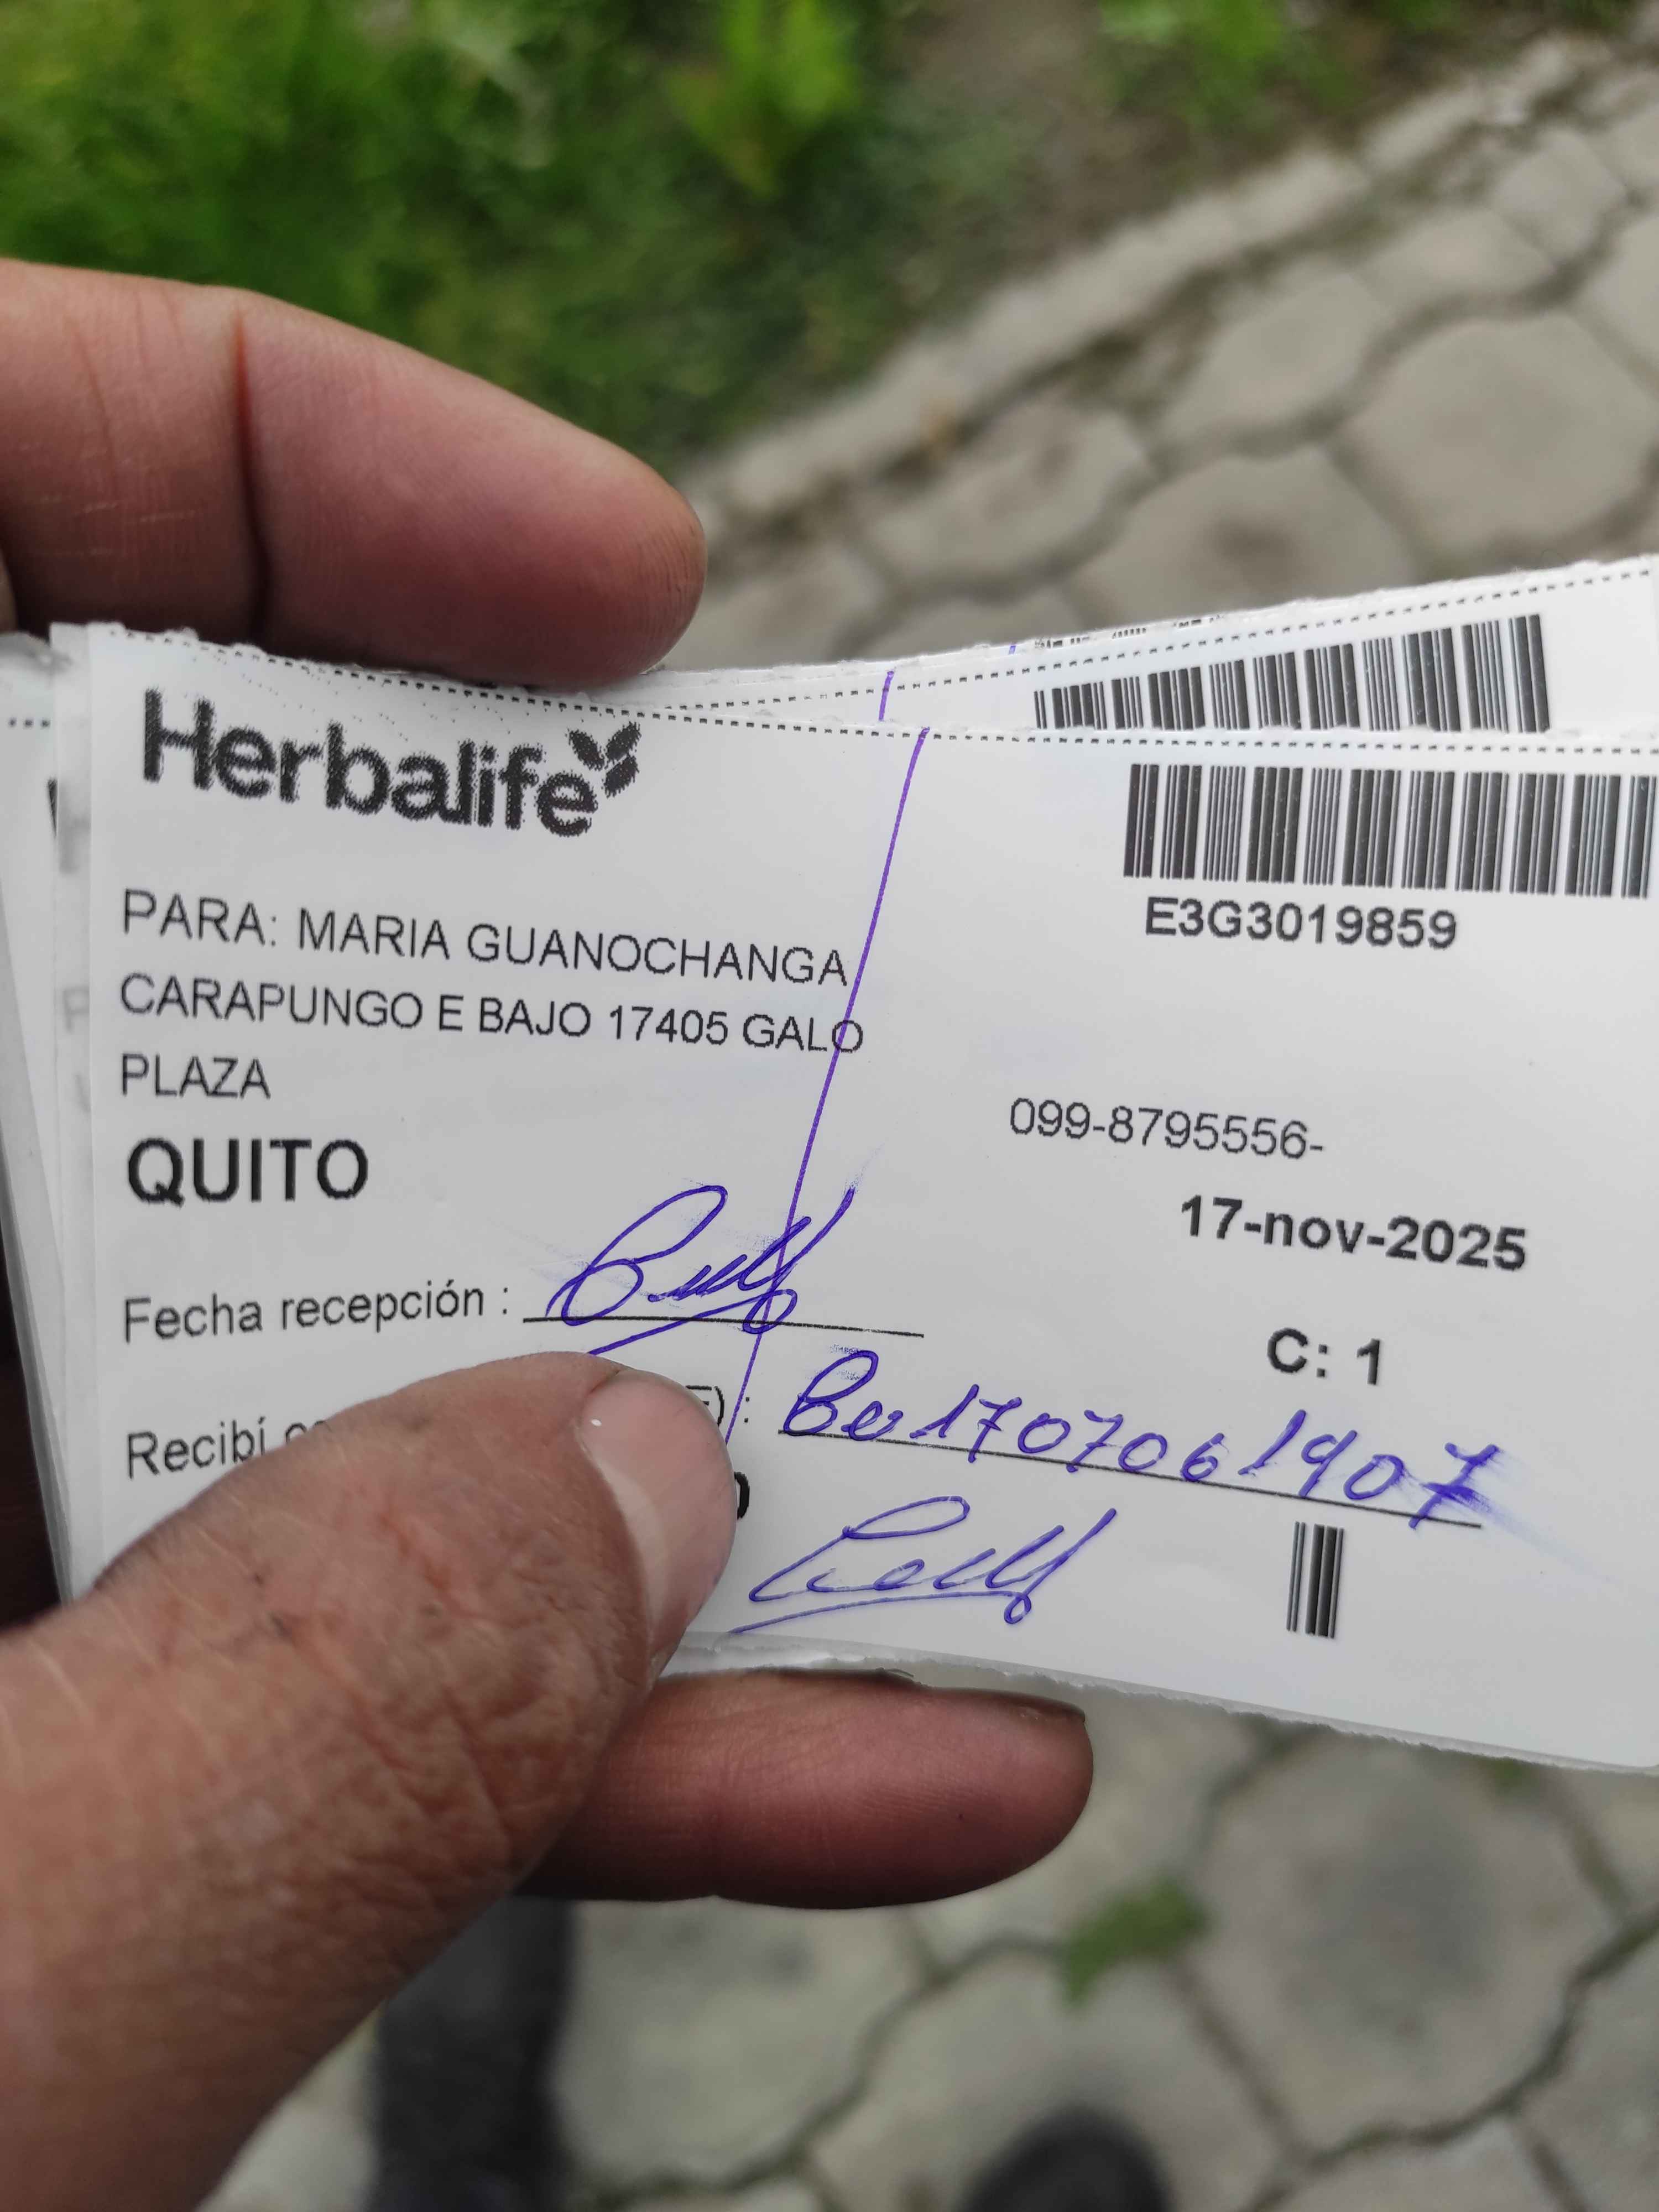 Herbalife
E3G3019859
PARA: MARIA GUANOCHANGA
CARAPUNGO E BAJO 17405 GALO
PLAZA
099-8795556-
QUITO
17-nov-2025
Fecha recepción :
C: 1
Recibí
: 1707061907